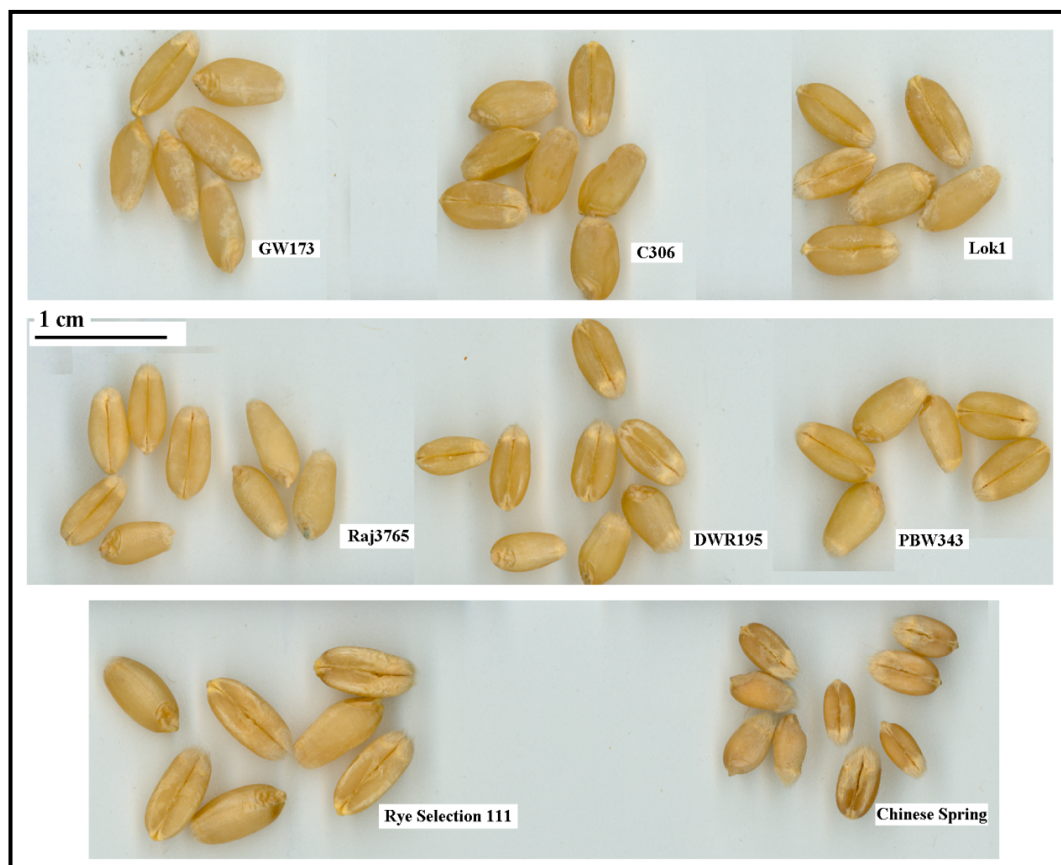 GW173
C306
Lok1
1 cm
Raj3765
DWR195
PBW343
Rye Selection 111
Chinese Spring